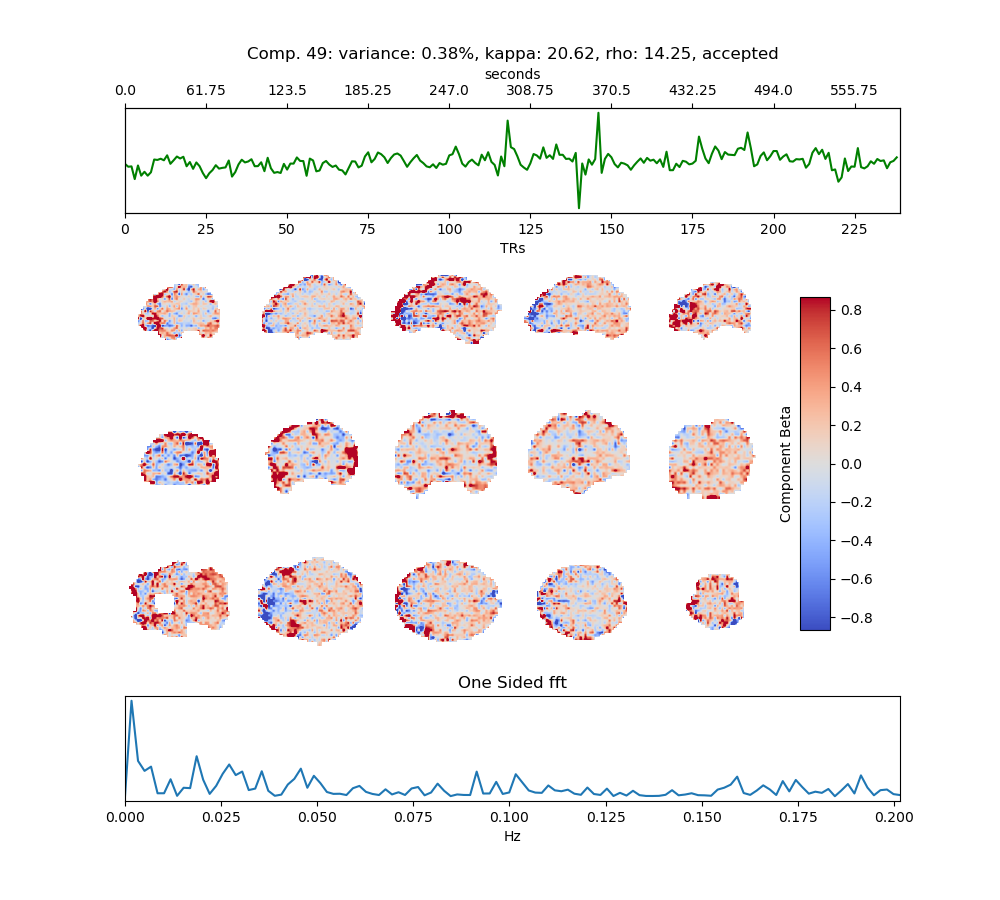 Comp. 49: variance: 0.38%, kappa: 20.62, rho: 14.25, accepted
seconds
0.0 61.75 123.5 185.25 247.0 308.75 370.5 432.25 494.0 555.75
0 25 50 75 100 125 150 175 200 225
TRs
Component Beta
0.8
0.6
0.4
0.2
0.0
−0.2
−0.4
−0.6
−0.8
One Sided fft
0.000 0.025 0.050 0.075 0.100 0.125 0.150 0.175 0.200
Hz